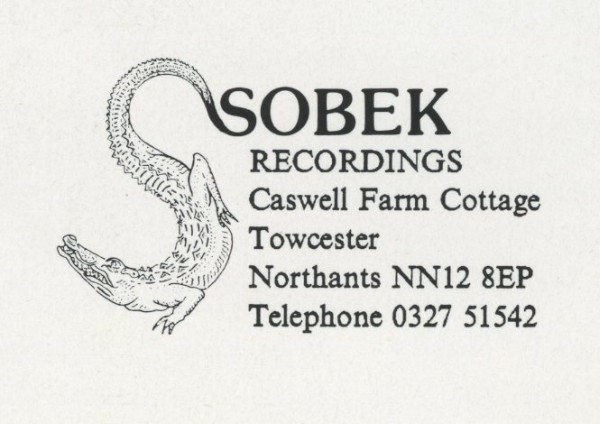 SOBEK
RECORDINGS
Caswell Farm Cottage
Towcester
Northants NN12 8EP
Telephone 0327 51542